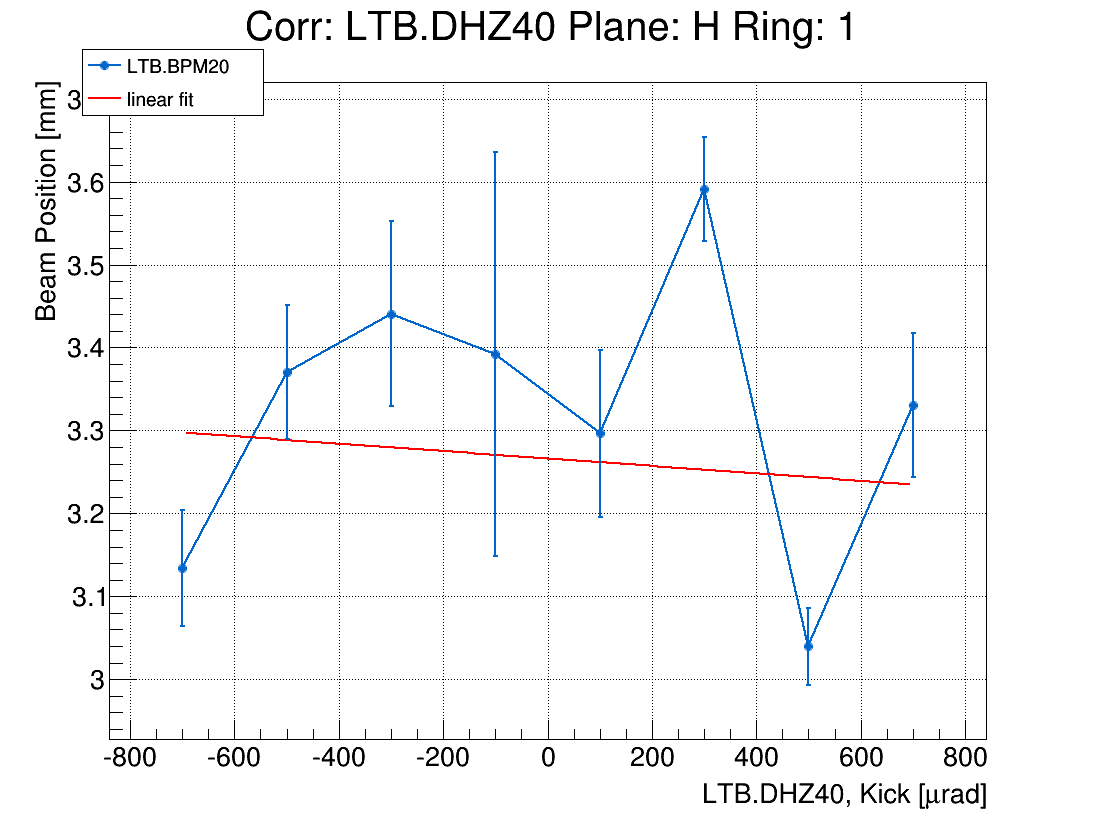 Corr: LTB.DHZ40 Plane: H Ring: 1
LTB.BPM20
linear fit
Beam Position [mm]
3
3.6
3.5
3.4
3.3
3.2
3.1
3
-800 -600 -400 -200 0 200 400 600 800
LTB.DHZ40, Kick [μrad]